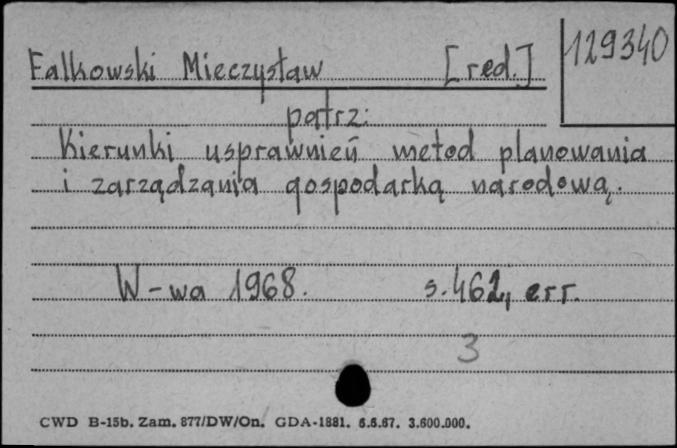 129340
Falkowski Mieczysław [red.]
patrz:
Kierunki usprawnień metod planowania
i zarządzania gospodarką narodową.
W-wa 1968. s. 462, err.
3
CWD B-15b. Zam. 877/DW/On. GDA-1881. 6.6.67. 3.600.000.